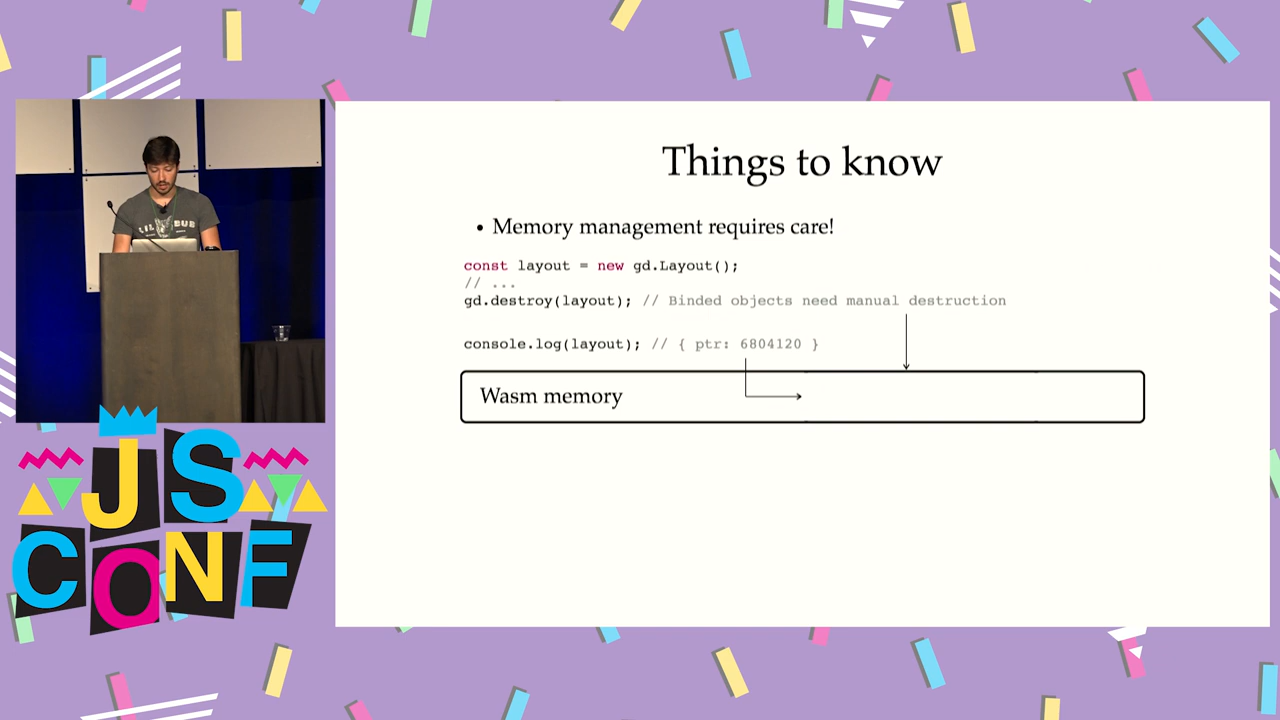 Things to know
• Memory management requires care!
const layout = new gd.Layout();
// ...
gd.destroy(layout); // Binded objects need manual destruction
console.log(layout); // { ptr: 6804120 }
Wasm memory
JS
CONF